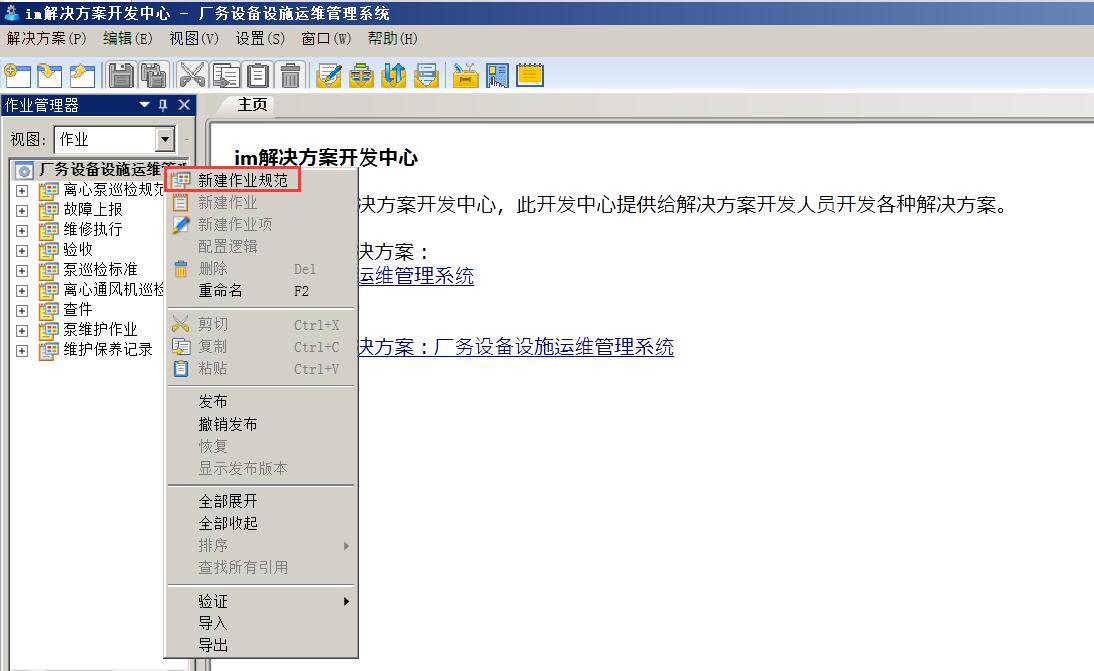 im解决方案开发中心 - 厂务设备设施运维管理系统
解决方案(P) 编辑(E) 视图(V) 设置(S) 窗口(W) 帮助(H)
作业管理器
主页
视图: 作业
厂务设备设施运维管理
离心泵巡检规范
故障上报
维修执行
验收
泵巡检标准
离心通风机巡检
查件
泵维护作业
维护保养记录
im解决方案开发中心
决方案开发中心，此开发中心提供给解决方案开发人员开发各种解决方案。
决方案：
运维管理系统
决方案：厂务设备设施运维管理系统
新建作业规范
新建作业
新建作业项
配置逻辑
删除 Del
重命名 F2
剪切 Ctrl+X
复制 Ctrl+C
粘贴 Ctrl+V
发布
撤销发布
恢复
显示发布版本
全部展开
全部收起
排序
查找所有引用
验证
导入
导出